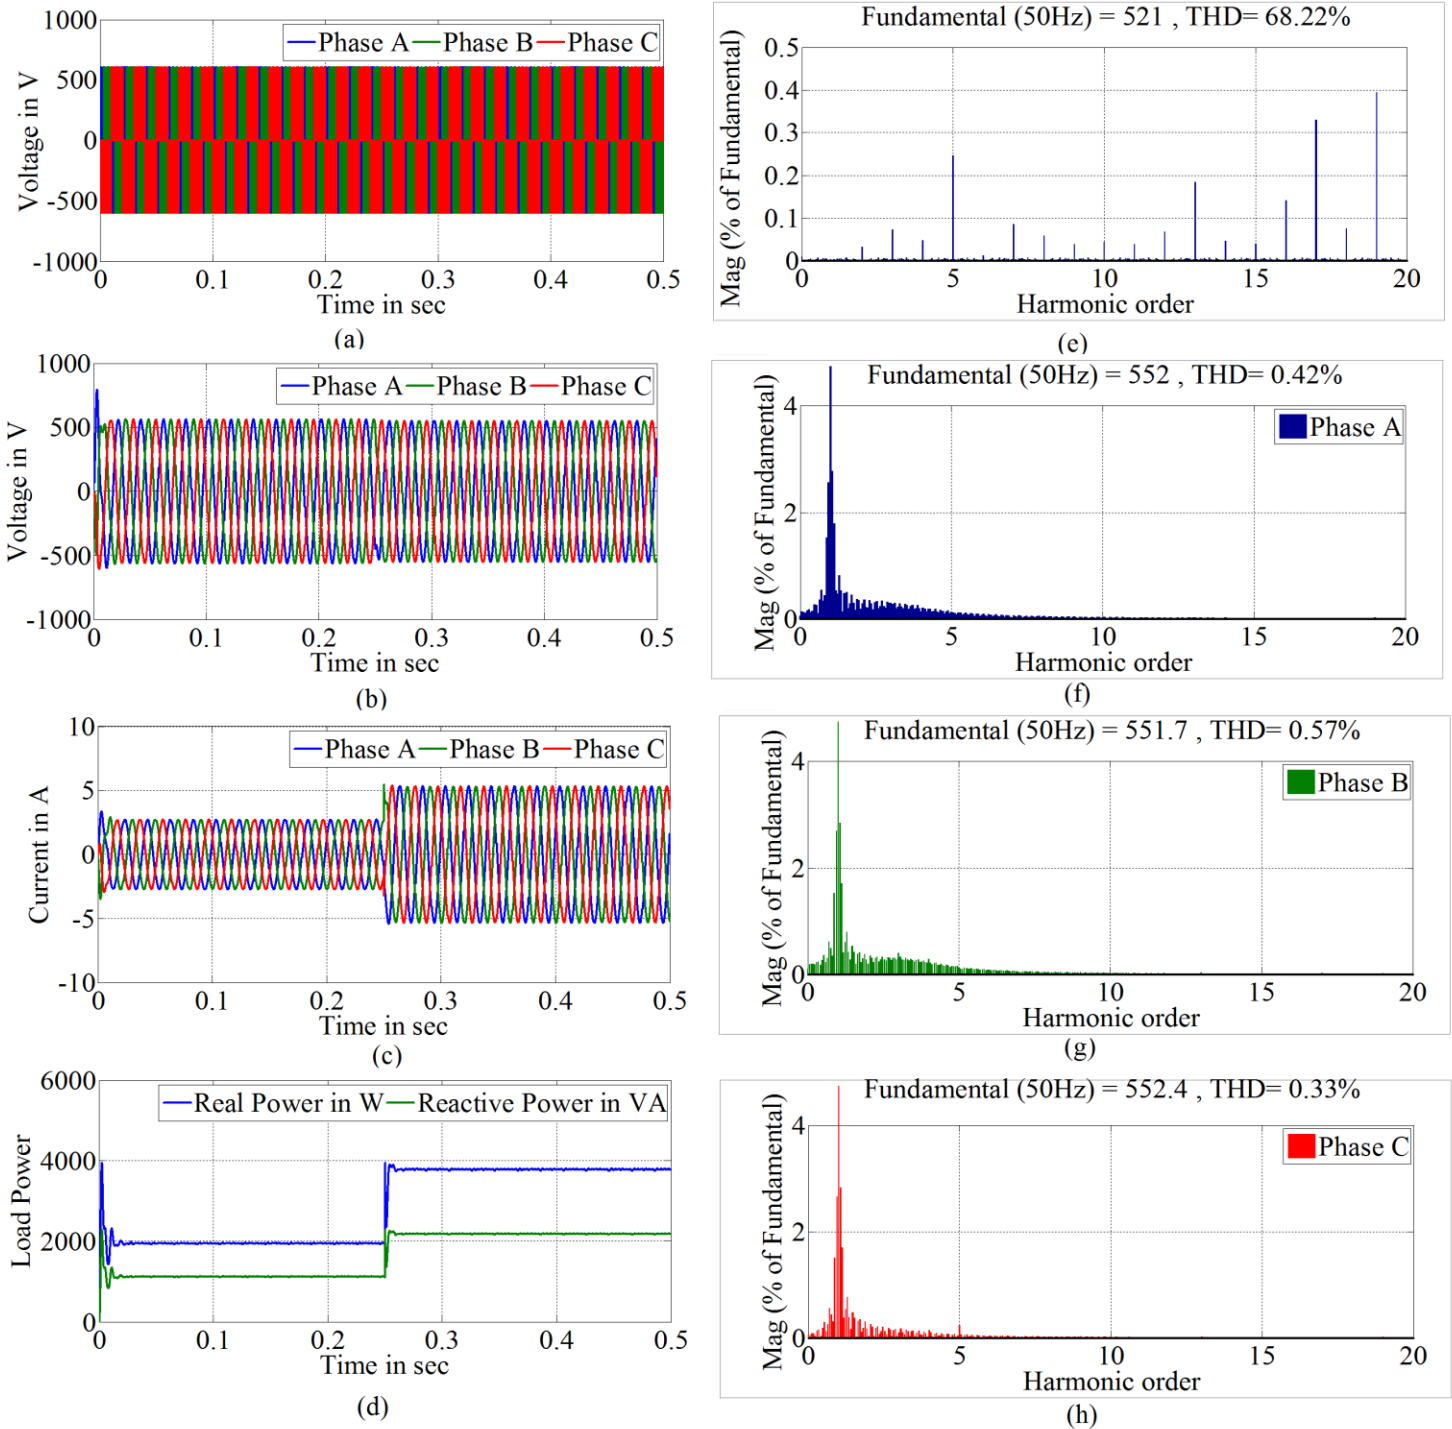 1000
Phase A Phase B Phase C
500
0
-500
-1000
Voltage in V
0 0.1 0.2 0.3 0.4 0.5
Time in sec
(a)
Fundamental (50Hz) = 521 , THD= 68.22%
0.5
0.4
0.3
0.2
0.1
0
Mag (% of Fundamental)
5 10 15 20
Harmonic order
(e)
1000
Phase A Phase B Phase C
500
0
-500
-1000
Voltage in V
0 0.1 0.2 0.3 0.4 0.5
Time in sec
(b)
Fundamental (50Hz) = 552 , THD= 0.42%
Phase A
4
2
0
Mag (% of Fundamental)
0 5 10 15 20
Harmonic order
(f)
10
Phase A Phase B Phase C
5
0
-5
-10
Current in A
0 0.1 0.2 0.3 0.4 0.5
Time in sec
(c)
Fundamental (50Hz) = 551.7 , THD= 0.57%
Phase B
4
2
0
Mag (% of Fundamental)
0 5 10 15 20
Harmonic order
(g)
6000
Real Power in W Reactive Power in VA
4000
2000
0
Load Power
0 0.1 0.2 0.3 0.4 0.5
Time in sec
(d)
Fundamental (50Hz) = 552.4 , THD= 0.33%
Phase C
4
2
0
Mag (% of Fundamental)
0 5 10 15 20
Harmonic order
(h)